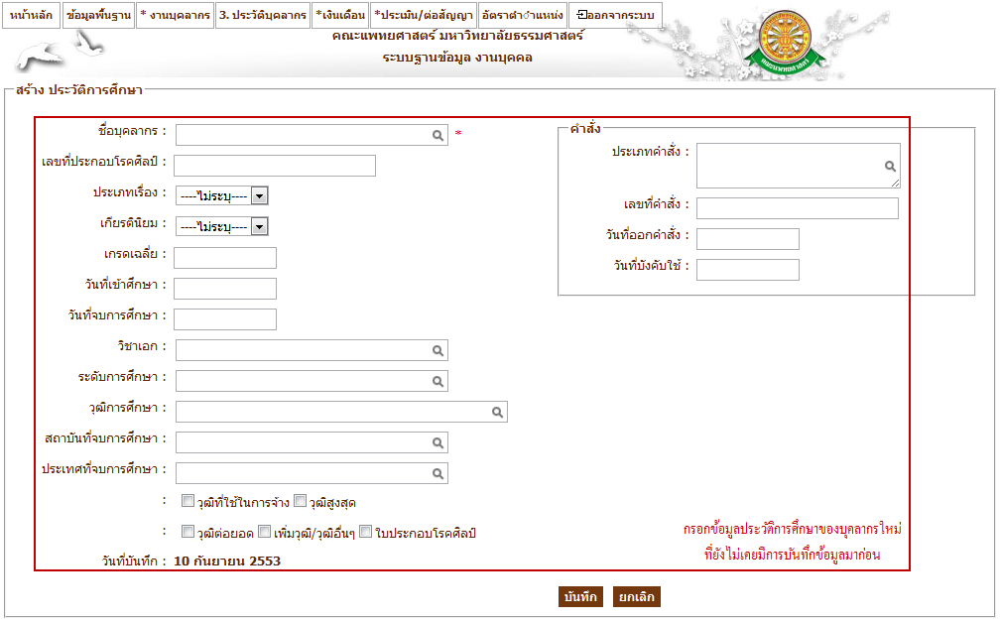 หน้าหลัก ข้อมูลพื้นฐาน * งานบุคลากร 3. ประวัติบุคลากร *เงินเดือน *ประเมิน/ต่อสัญญา อัตราตำแหน่ง ออกจากระบบ
คณะแพทยศาสตร์ มหาวิทยาลัยธรรมศาสตร์
ระบบฐานข้อมูล งานบุคคล
คณะแพทยศาสตร์
สร้าง ประวัติการศึกษา
ชื่อบุคลากร : *
เลขที่ประกอบโรคศิลป์ :
ประเภทเรื่อง : ----ไม่ระบุ----
เกียรตินิยม : ----ไม่ระบุ----
เกรดเฉลี่ย :
วันที่เข้าศึกษา :
วันที่จบการศึกษา :
วิชาเอก :
ระดับการศึกษา :
วุฒิการศึกษา :
สถาบันที่จบการศึกษา :
ประเทศที่จบการศึกษา :
: วุฒิที่ใช้ในการจ้าง วุฒิสูงสุด
: วุฒิต่อยอด เพิ่มวุฒิ/วุฒิอื่นๆ ใบประกอบโรคศิลป์
วันที่บันทึก : 10 กันยายน 2553
คำสั่ง
ประเภทคำสั่ง :
เลขที่คำสั่ง :
วันที่ออกคำสั่ง :
วันที่บังคับใช้ :
กรอกข้อมูลประวัติการศึกษาของบุคลากรใหม่
ที่ยังไม่เคยมีการบันทึกข้อมูลมาก่อน
บันทึก ยกเลิก